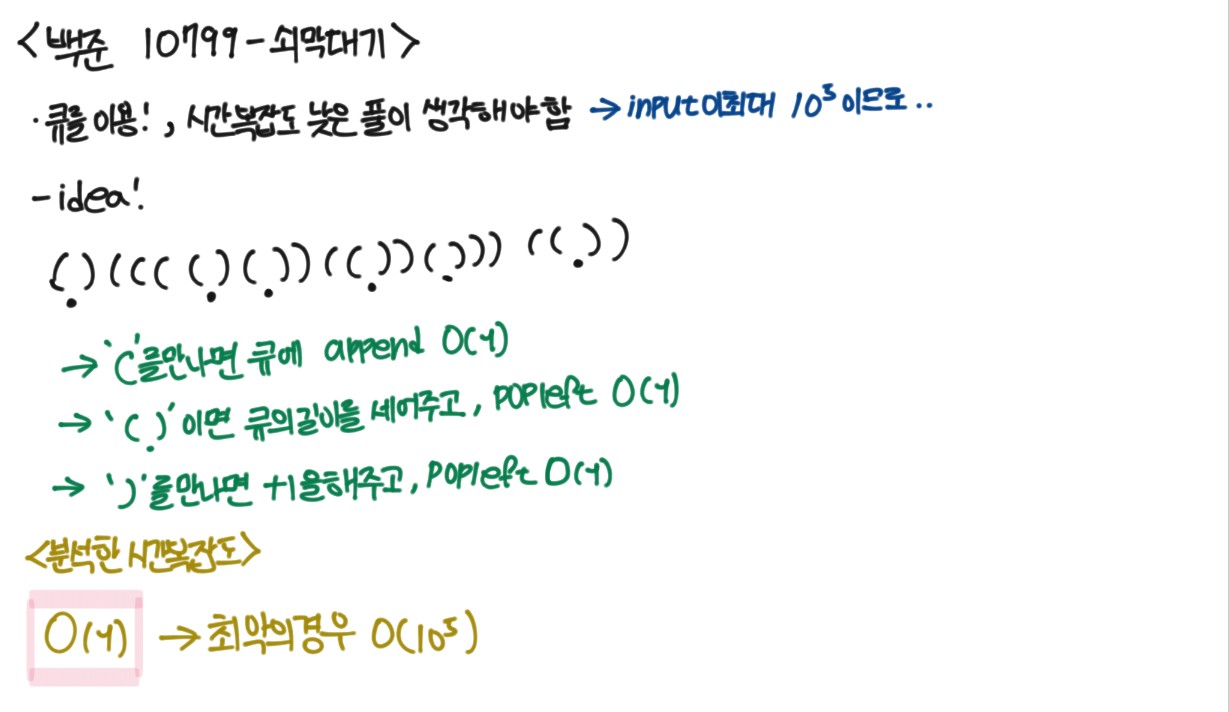 <백준 10799-쇠막대기>
·큐를 이용!, 시간복잡도 낮은 풀이 생각해야함 → input이최대 10⁵이므로..
-idea!
()(((()())(())()))(())
→ '('를만나면 큐에 append O(1)
→ '()'이면 큐의길이를 세어주고, popleft O(1)
→ ')'를만나면 +1을해주고, popleft O(1)
<분석한 시간복잡도>
O(1) → 최악의경우 O(10⁵)